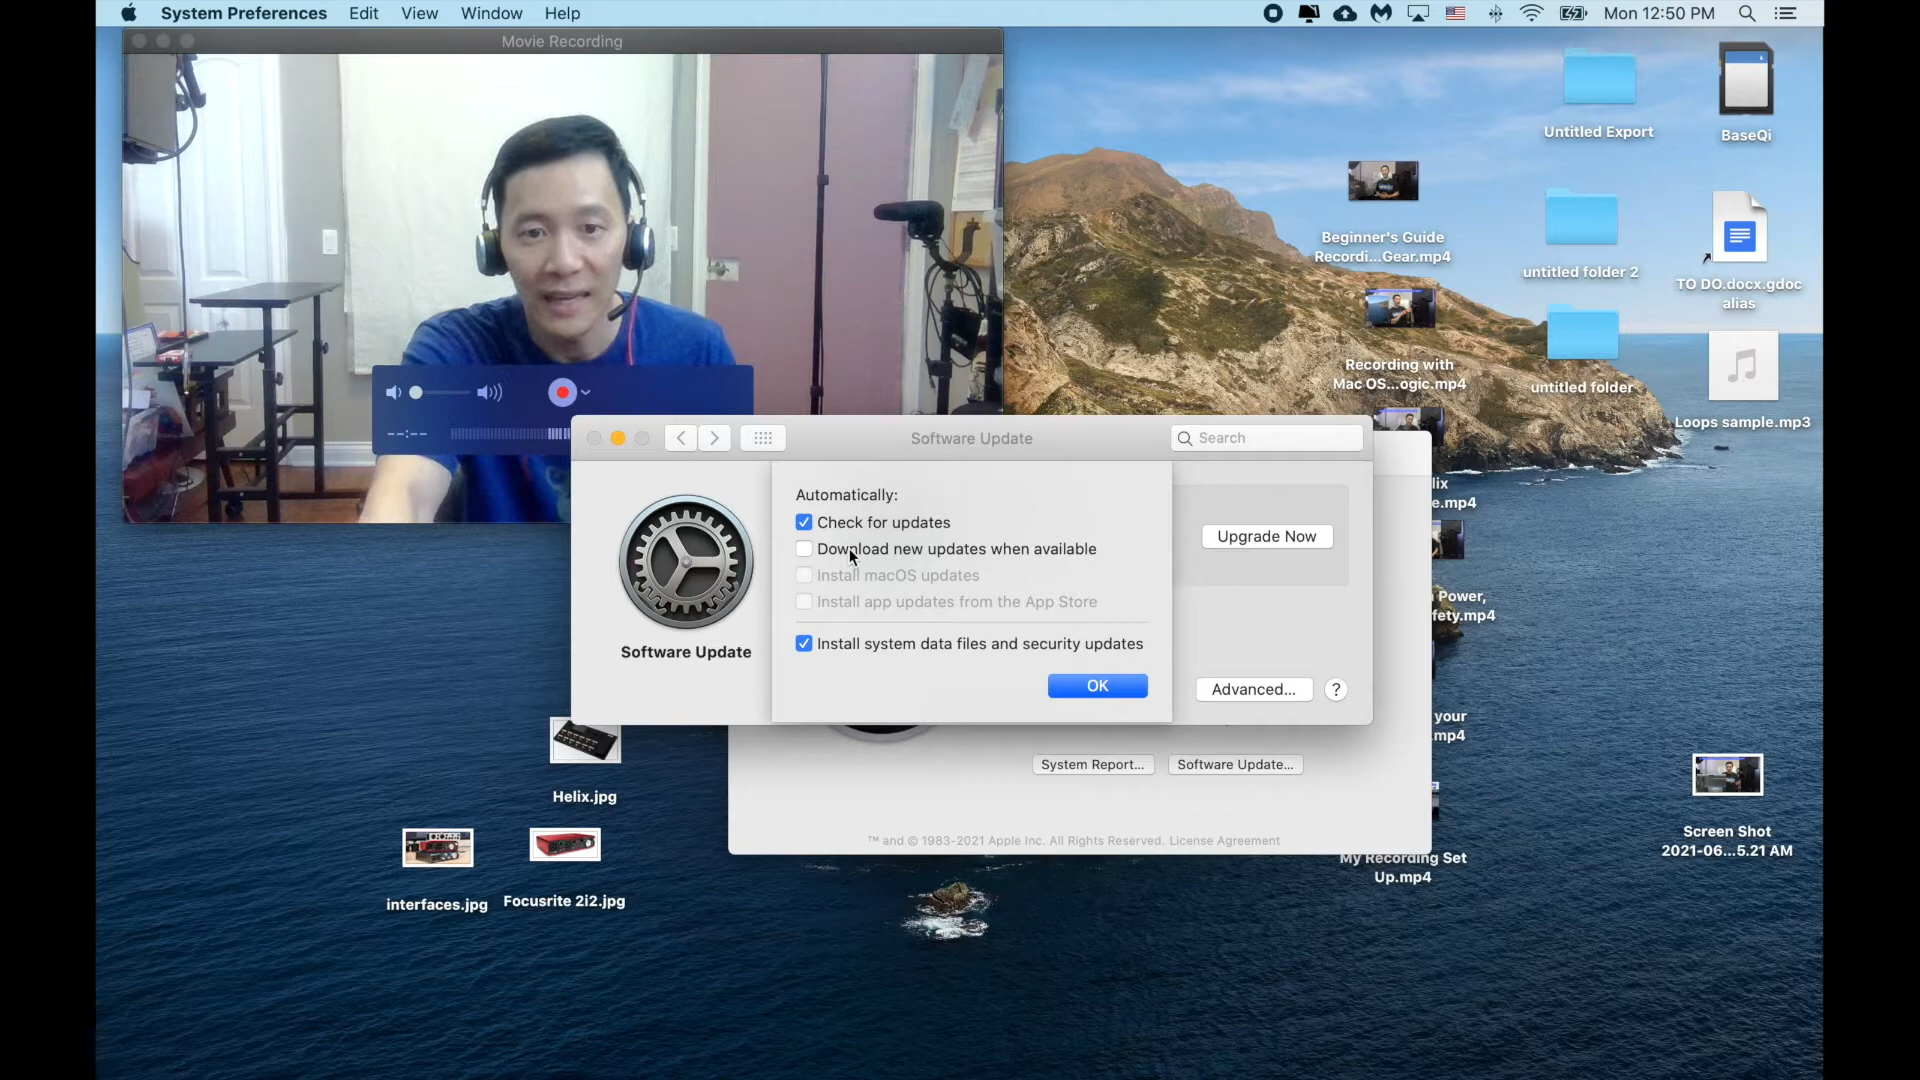 System Preferences Edit View Window Help
Mon 12:50 PM
Movie Recording
Untitled Export
BaseQi
Beginner's Guide
Recordi...Gear.mp4
untitled folder 2
TO DO.docx.gdoc
alias
Recording with
Mac OS...ogic.mp4
untitled folder
Loops sample.mp3
--:--
Software Update
Search
lix
e.mp4
Automatically:
Check for updates
Download new updates when available
Install macOS updates
Install app updates from the App Store
Install system data files and security updates
OK
Upgrade Now
Software Update
Advanced...
?
Power,
fety.mp4
your
.mp4
System Report...
Software Update...
™ and © 1983-2021 Apple Inc. All Rights Reserved. License Agreement
My Recording Set
Up.mp4
Helix.jpg
interfaces.jpg
Focusrite 2i2.jpg
Screen Shot
2021-06...5.21 AM